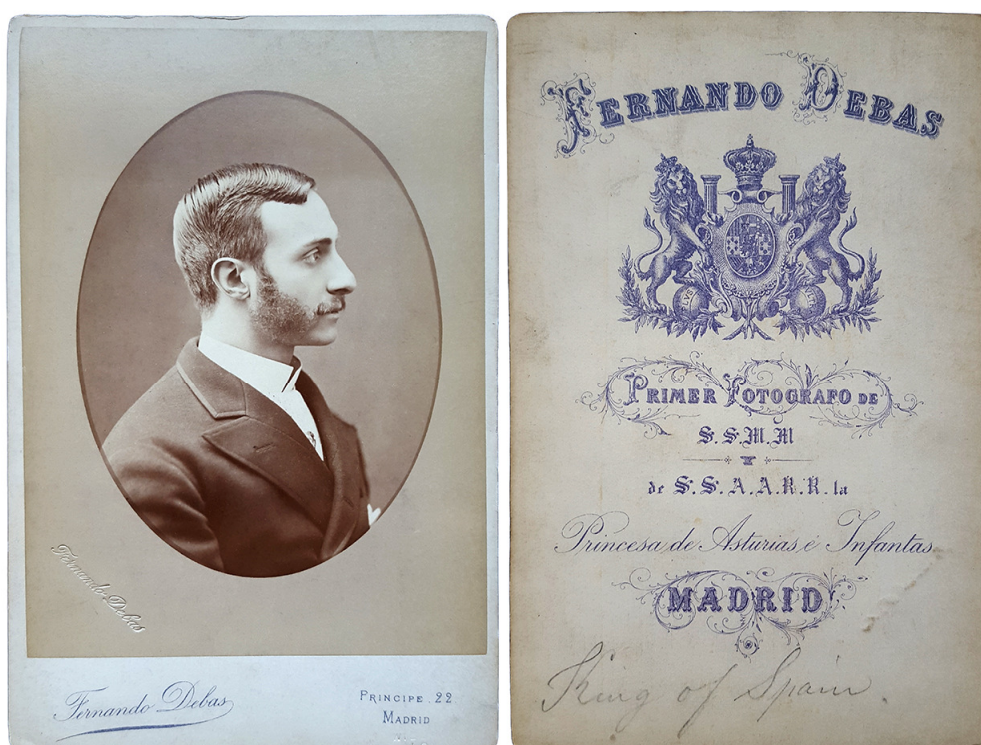 Fernando Debas
Fernando Debas
PRINCIPE. 22.
MADRID
FERNANDO DEBAS
PRIMER FOTOGRAFO DE
S.S.M.M
Y
de S.S.A.A.R.R. la
Princesa de Asturias é Infantas
MADRID
King of Spain.